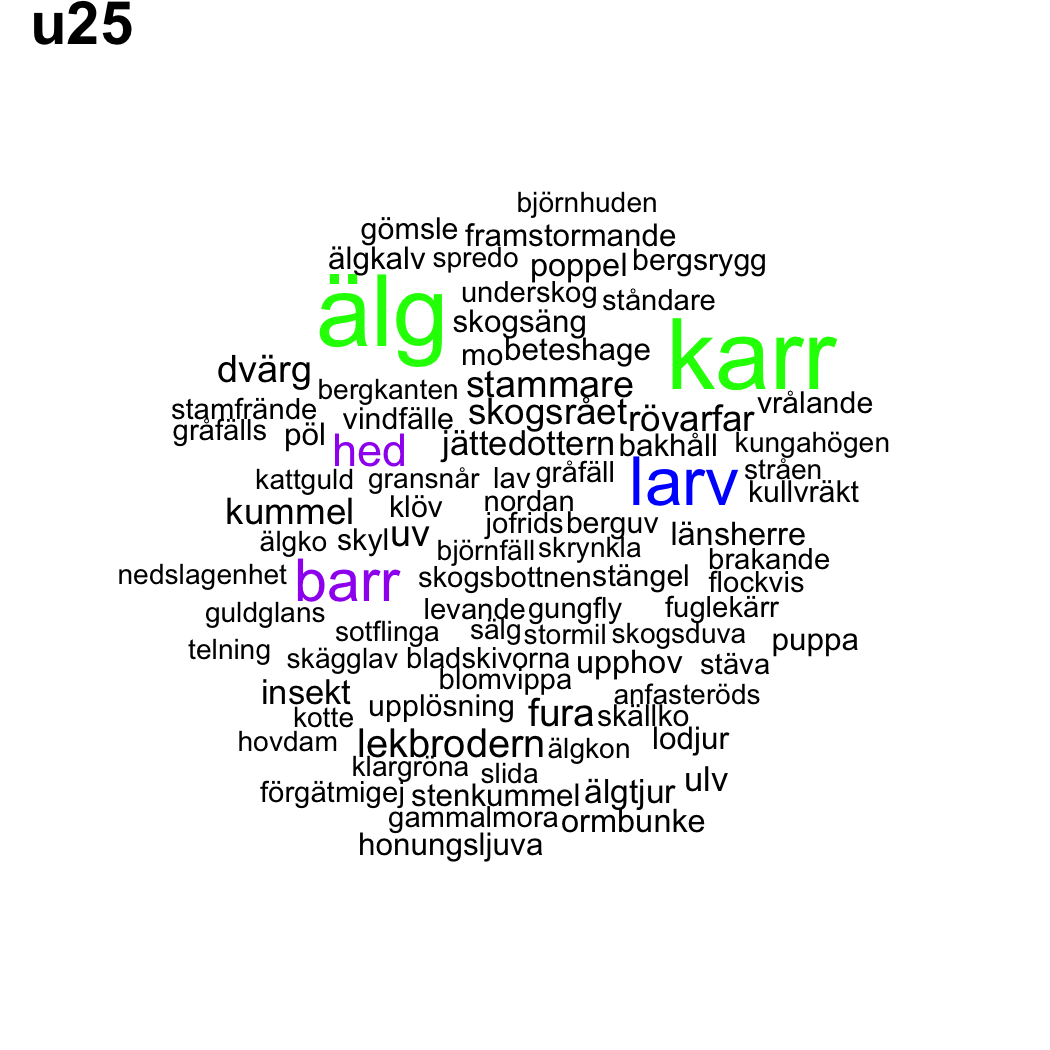 u25
björnhuden
gömsle framstormande
älgkalv spredo poppel bergsrygg
älg underskog ståndare
skogsäng karr
mo beteshage
dvärg bergkanten stammare
stamfrände vindfälle skogsrået rövarfar vrålande
gråfälls pöl hed jättedottern bakhåll kungahögen
kattguld gransnår lav gråfäll larv stråen
kummel klöv nordan kullvräkt
älgko skyl uv jofrids berguv länsherre
björnfäll skrynkla brakande
nedslagenhet barr skogsbottnen stängel flockvis
guldglans levande gungfly fuglekärr
sotflinga sälg stormil skogsduva puppa
telning skägglav bladskivorna upphov stäva
blomvippa
insekt upplösning fura anfasteröds
kotte skällko
hovdam lekbrodern älgkon lodjur
klargröna slida
förgätmigej stenkummel älgtjur ulv
gammalmora ormbunke
honungsljuva